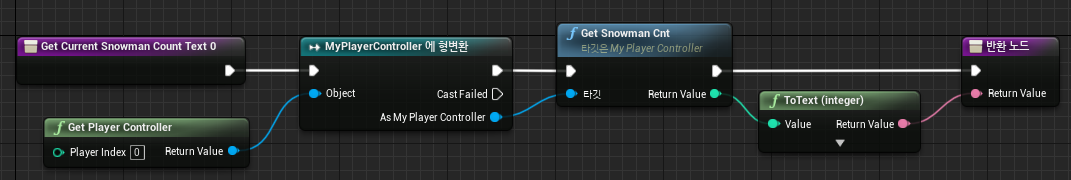 Get Current Snowman Count Text 0
MyPlayerController 에 형변환
Object
Cast Failed
As My Player Controller
f Get Snowman Cnt
타깃은 My Player Controller
타깃
Return Value
반환 노드
Return Value
f Get Player Controller
Player Index 0
Return Value
f ToText (integer)
Value
Return Value